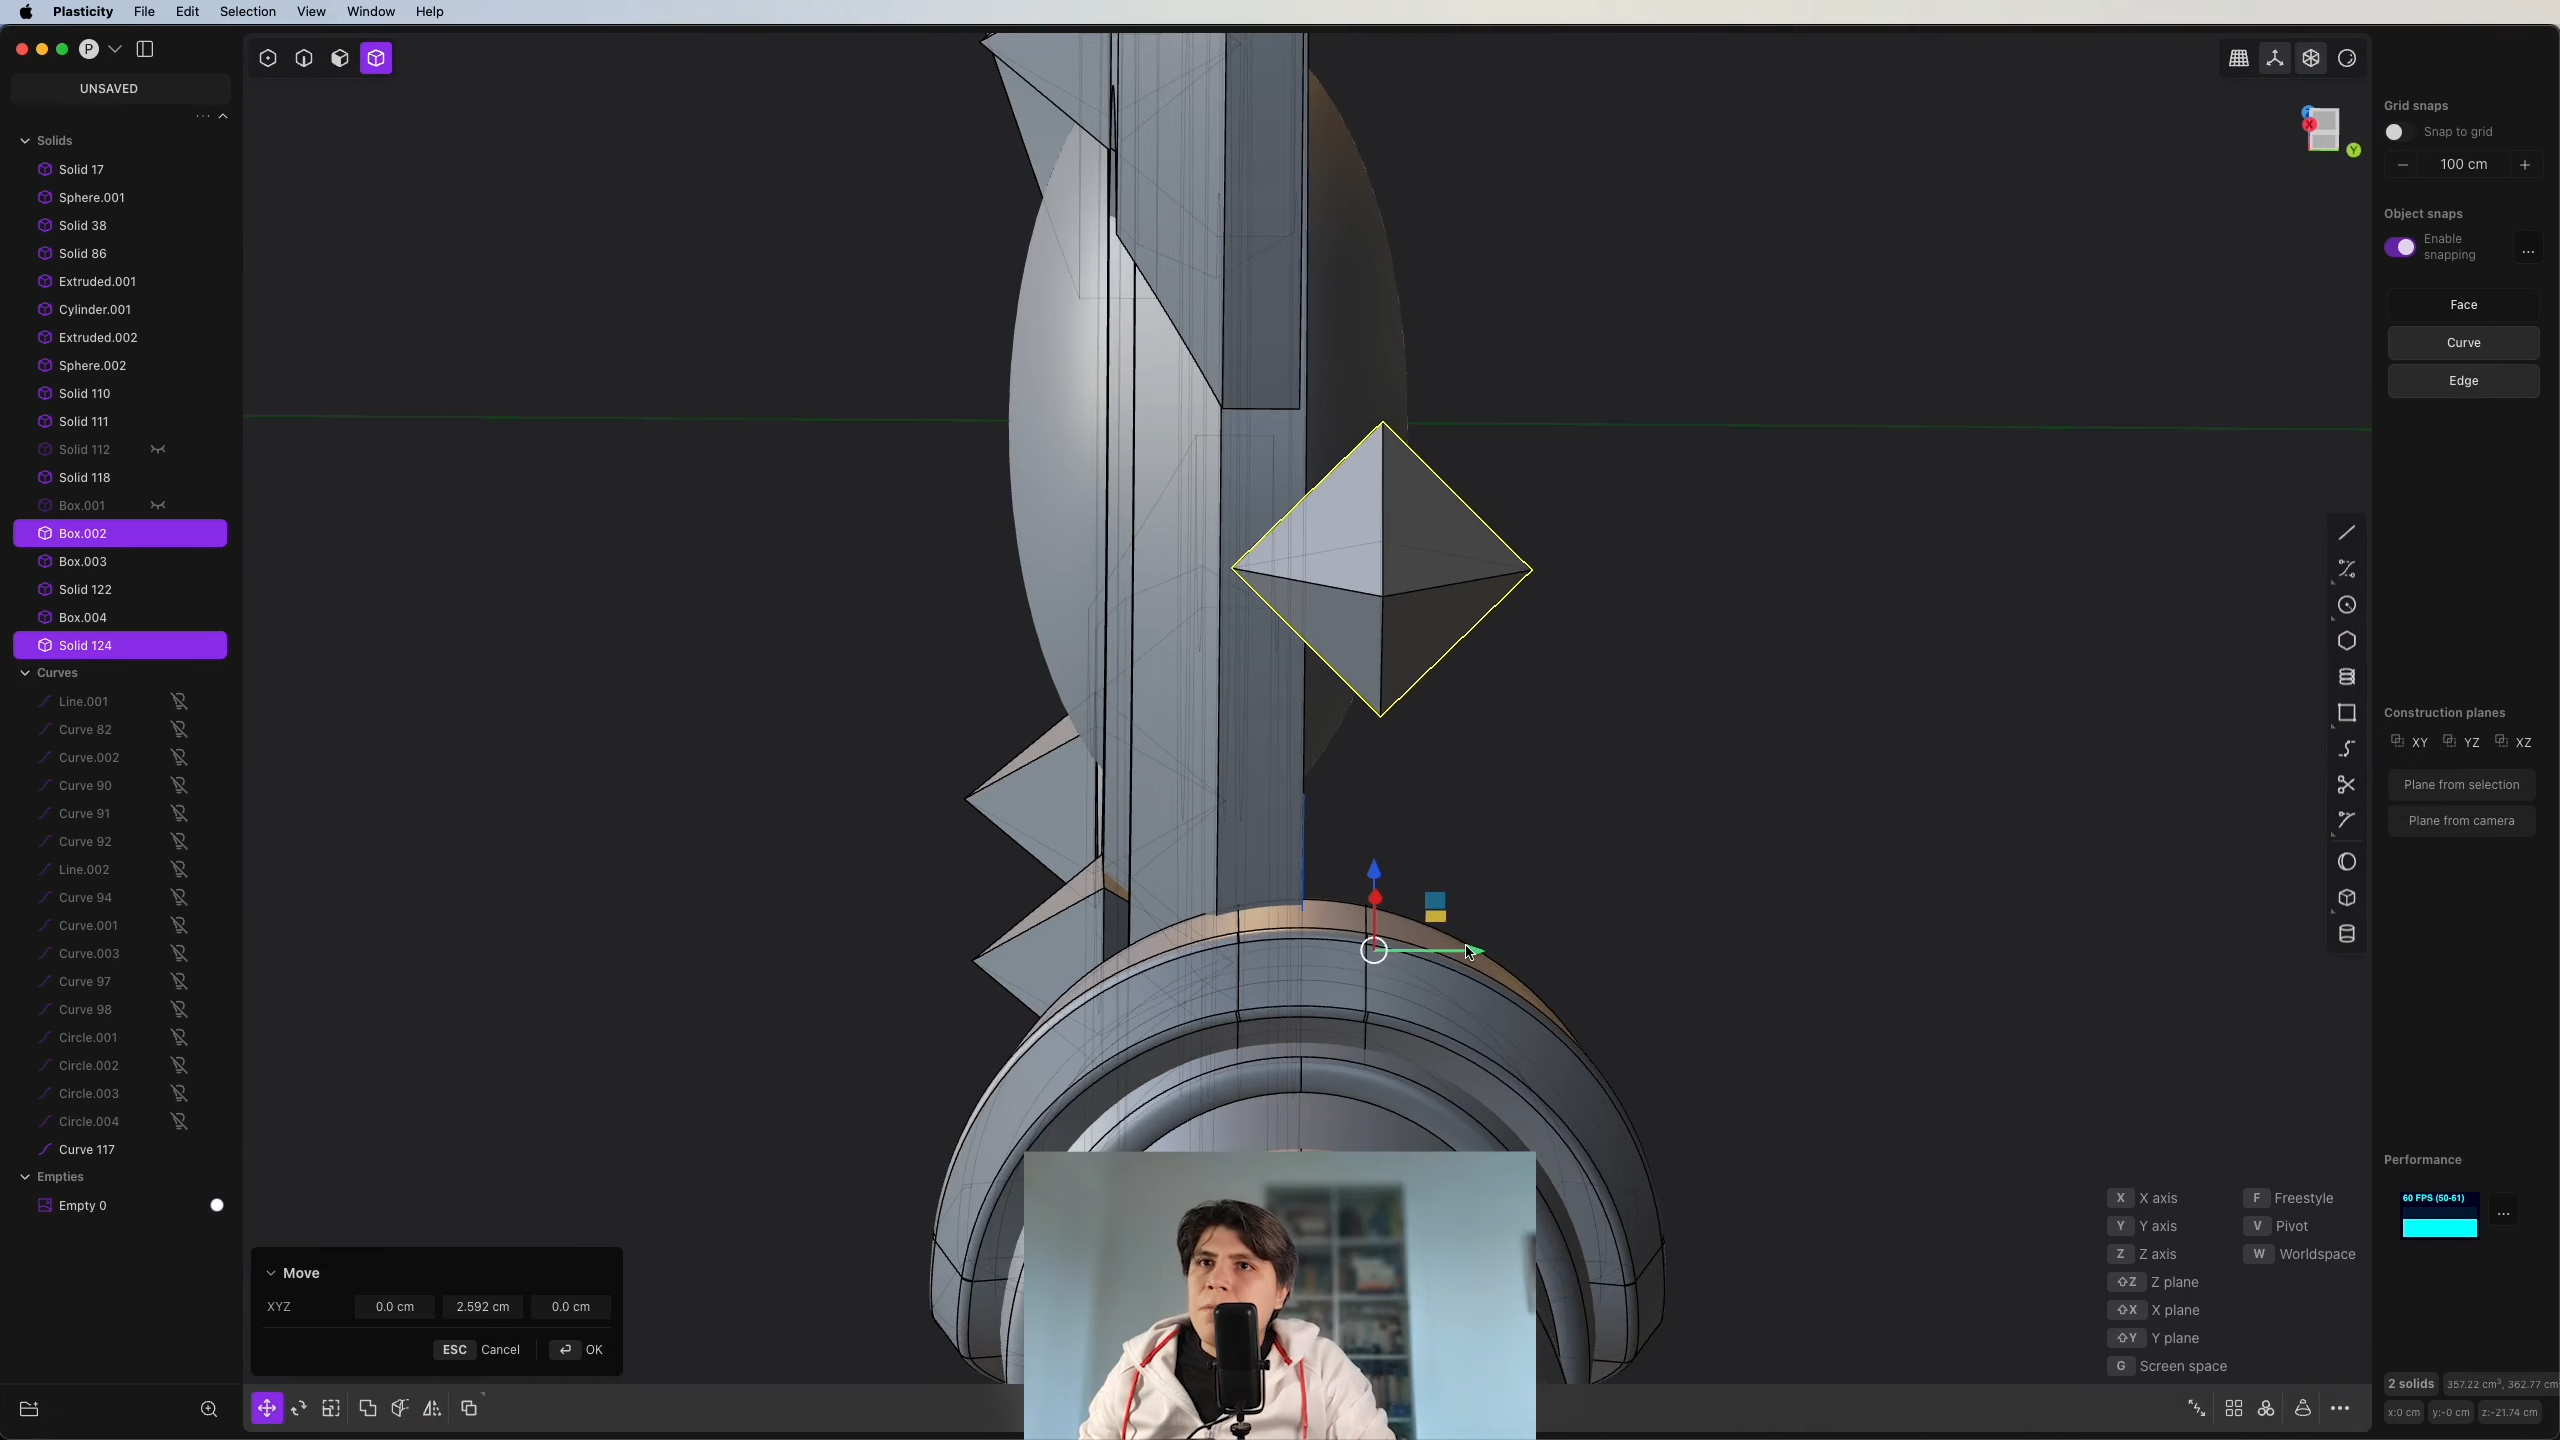 Plasticity File Edit Selection View Window Help
P
UNSAVED
Solids
Solid 17
Sphere.001
Solid 38
Solid 86
Extruded.001
Cylinder.001
Extruded.002
Sphere.002
Solid 110
Solid 111
Solid 112
Solid 118
Box.001
Box.002
Box.003
Solid 122
Box.004
Solid 124
Curves
Line.001
Curve 82
Curve.002
Curve 90
Curve 91
Curve 92
Line.002
Curve 94
Curve.001
Curve.003
Curve 97
Curve 98
Circle.001
Circle.002
Circle.003
Circle.004
Curve 117
Empties
Empty 0
Move
XYZ 0.0 cm 2.592 cm 0.0 cm
ESC Cancel OK
X
Y
Grid snaps
Snap to grid
− 100 cm +
Object snaps
Enable snapping ...
Face
Curve
Edge
Construction planes
XY YZ XZ
Plane from selection
Plane from camera
Performance
60 FPS (50-61)
...
X X axis F Freestyle
Y Y axis V Pivot
Z Z axis W Worldspace
⇧Z Z plane
⇧X X plane
⇧Y Y plane
G Screen space
2 solids 357.22 cm³, 362.77 cm
x:0 cm y:-0 cm z:-21.74 cm